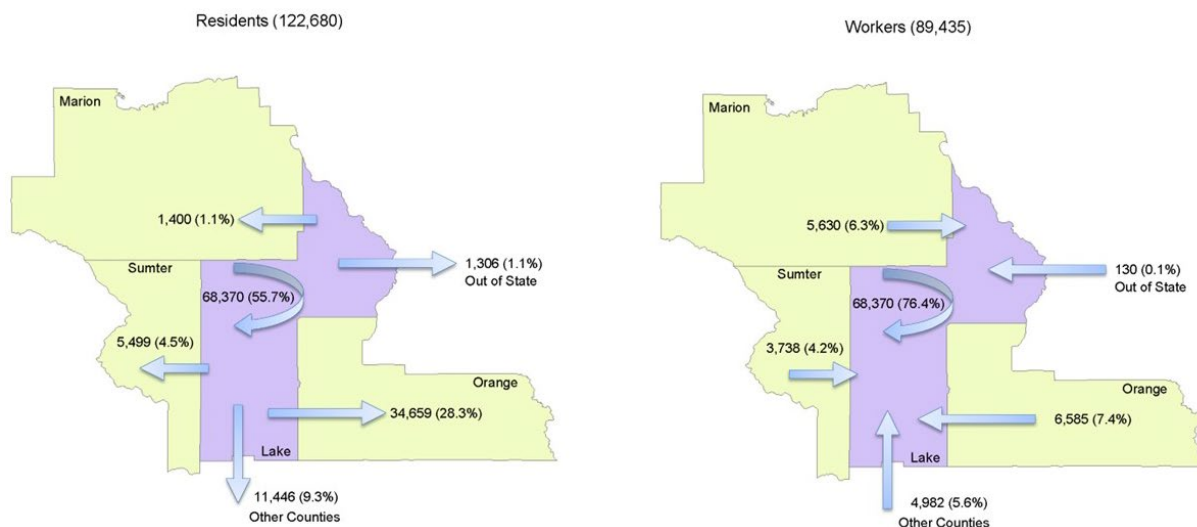 Residents (122,680)
Marion
1,400 (1.1%)
Sumter
1,306 (1.1%)
Out of State
68,370 (55.7%)
5,499 (4.5%)
Orange
34,659 (28.3%)
Lake
11,446 (9.3%)
Other Counties
Workers (89,435)
Marion
5,630 (6.3%)
Sumter
130 (0.1%)
Out of State
68,370 (76.4%)
3,738 (4.2%)
Orange
6,585 (7.4%)
Lake
4,982 (5.6%)
Other Counties